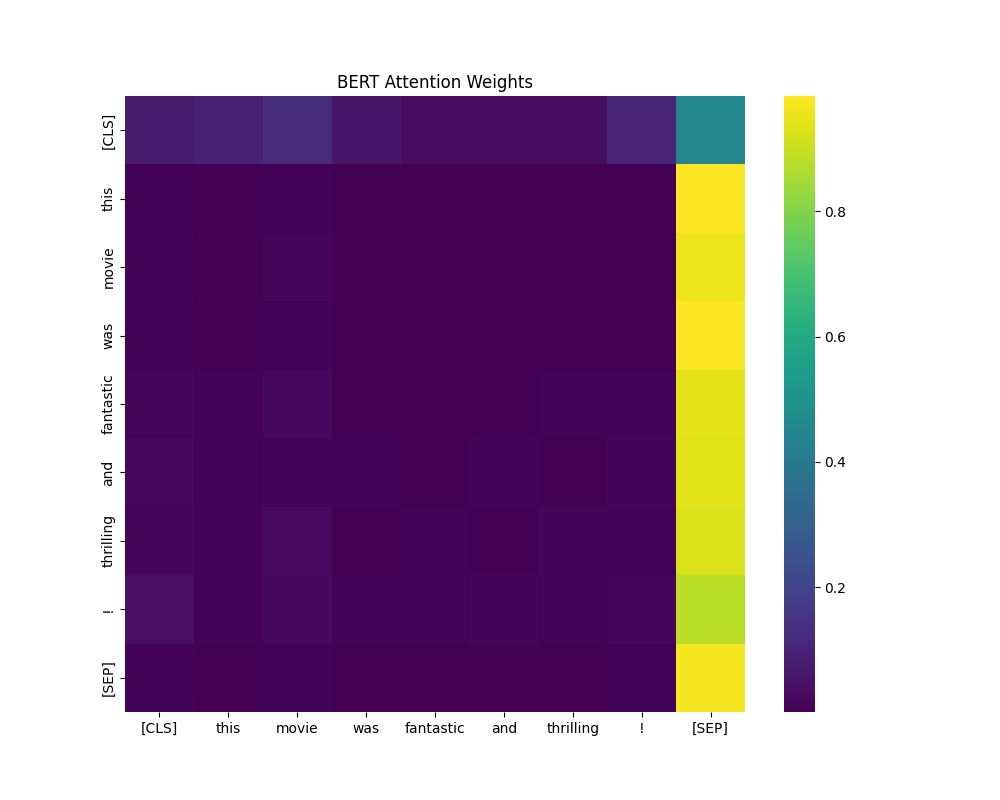 BERT Attention Weights
[CLS]
this
movie
was
fantastic
and
thrilling
!
[SEP]
[CLS] this movie was fantastic and thrilling ! [SEP]
0.8
0.6
0.4
0.2